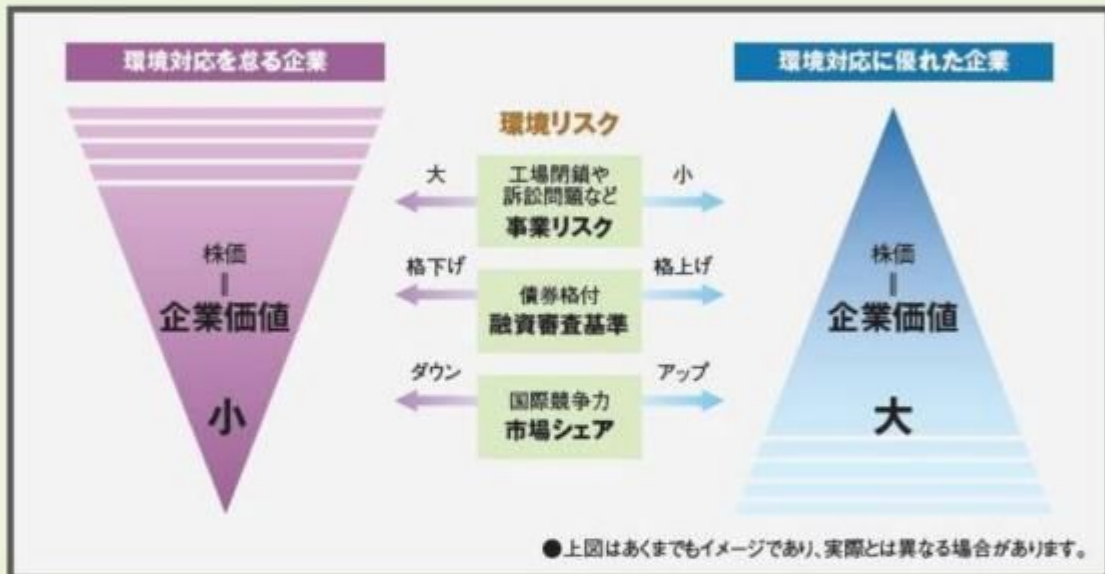 環境対応を怠る企業
環境対応に優れた企業
環境リスク
大
工場閉鎖や
訴訟問題など
事業リスク
小
格下げ
債券格付
融資審査基準
格上げ
ダウン
国際競争力
市場シェア
アップ
株価
||
企業価値
小
株価
||
企業価値
大
●上図はあくまでもイメージであり、実際とは異なる場合があります。